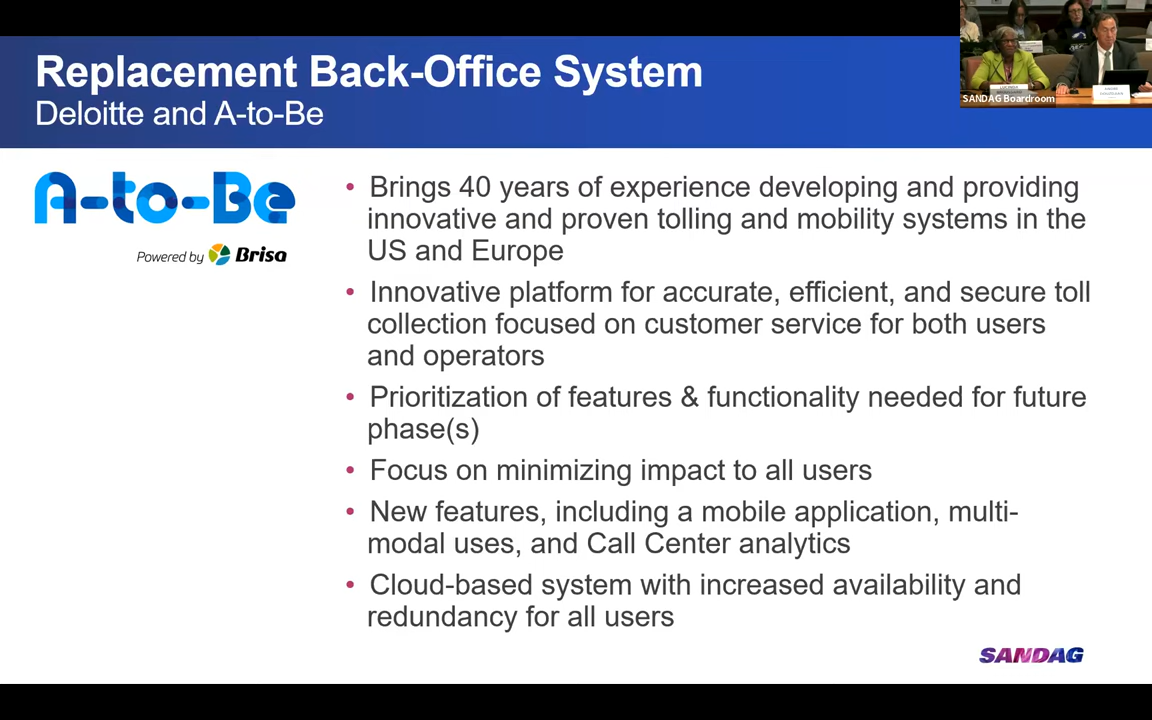 Replacement Back-Office System
Deloitte and A-to-Be
SANDAG Boardroom
A-to-Be
Powered by Brisa
• Brings 40 years of experience developing and providing
innovative and proven tolling and mobility systems in the
US and Europe
• Innovative platform for accurate, efficient, and secure toll
collection focused on customer service for both users
and operators
• Prioritization of features & functionality needed for future
phase(s)
• Focus on minimizing impact to all users
• New features, including a mobile application, multi-
modal uses, and Call Center analytics
• Cloud-based system with increased availability and
redundancy for all users
SANDAG